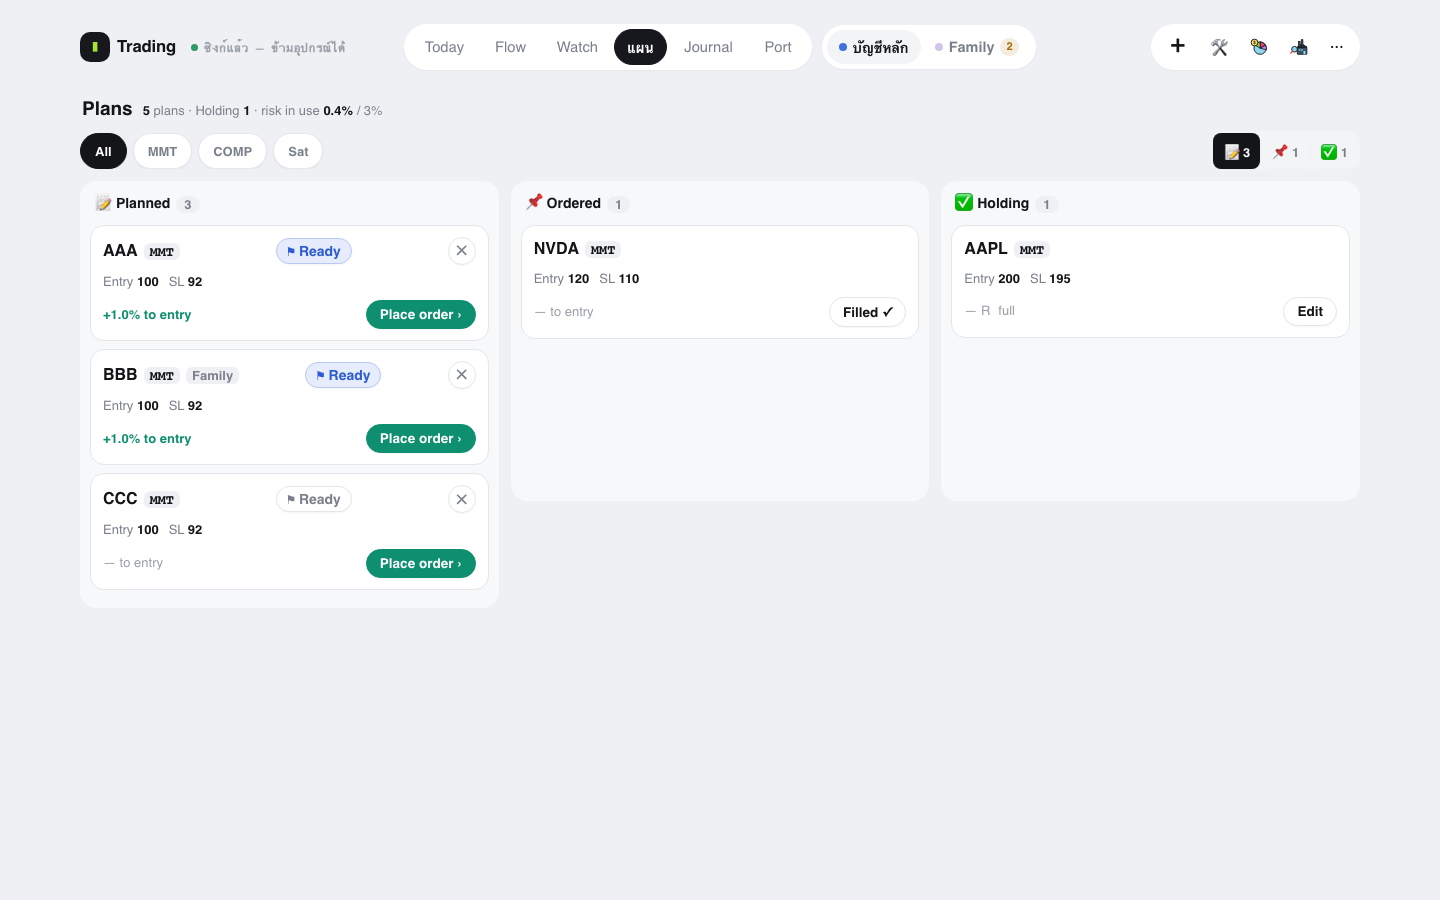 Trading ซิงก์แล้ว — ข้ามอุปกรณ์ได้ Today Flow Watch แผน Journal Port บัญชีหลัก Family 2 + ···
Plans 5 plans · Holding 1 · risk in use 0.4% / 3%
All MMT COMP Sat 📝 3 📌 1 ✅ 1
📝 Planned 3
AAA MMT ⚑ Ready ✕
Entry 100 SL 92
+1.0% to entry Place order ›
BBB MMT Family ⚑ Ready ✕
Entry 100 SL 92
+1.0% to entry Place order ›
CCC MMT ⚑ Ready ✕
Entry 100 SL 92
— to entry Place order ›
📌 Ordered 1
NVDA MMT
Entry 120 SL 110
— to entry Filled ✓
✅ Holding 1
AAPL MMT
Entry 200 SL 195
— R full Edit